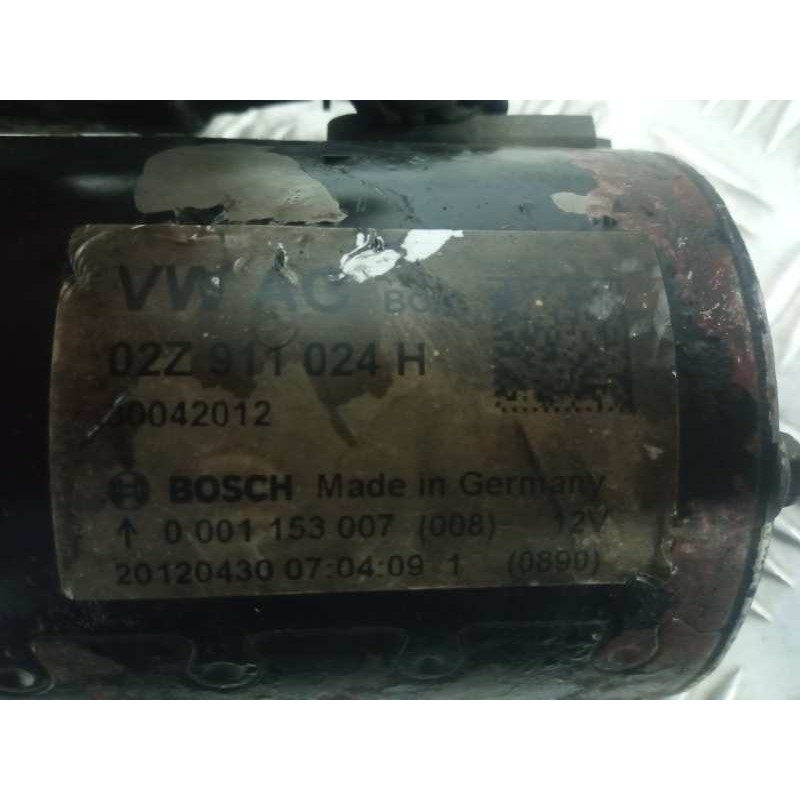 VW AG
02Z 911 024 H
30042012
BOSCH Made in Germany
↑ 0 001 153 007 (008) 12V
20120430 07:04:09 1 (0890)